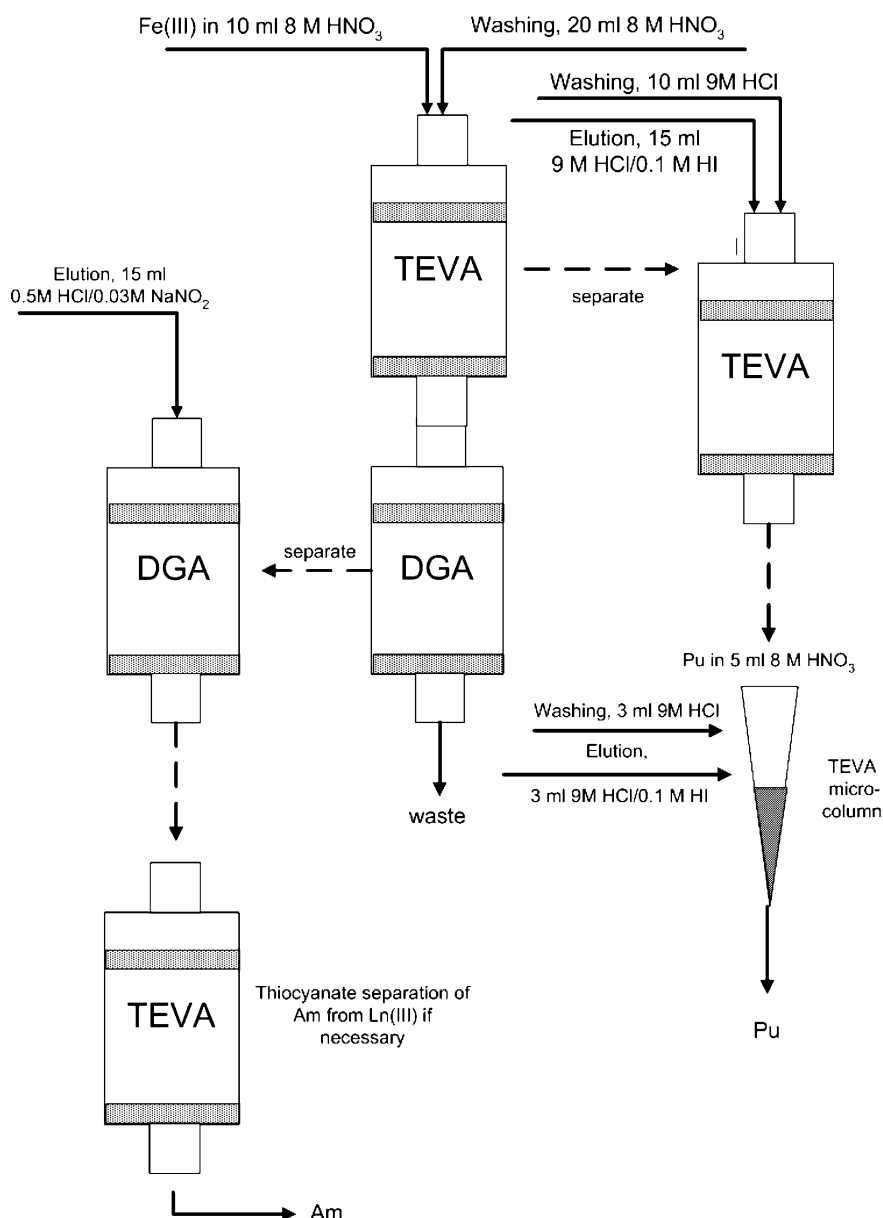 Fe(III) in 10 ml 8 M HNO3
Washing, 20 ml 8 M HNO3
Washing, 10 ml 9M HCl
Elution, 15 ml
9 M HCl/0.1 M HI
TEVA
separate
TEVA
Elution, 15 ml
0.5M HCl/0.03M NaNO2
DGA
separate
DGA
Pu in 5 ml 8 M HNO3
Washing, 3 ml 9M HCl
Elution,
3 ml 9M HCl/0.1 M HI
TEVA
micro-
column
waste
TEVA
Thiocyanate separation of
Am from Ln(III) if
necessary
Pu
Am